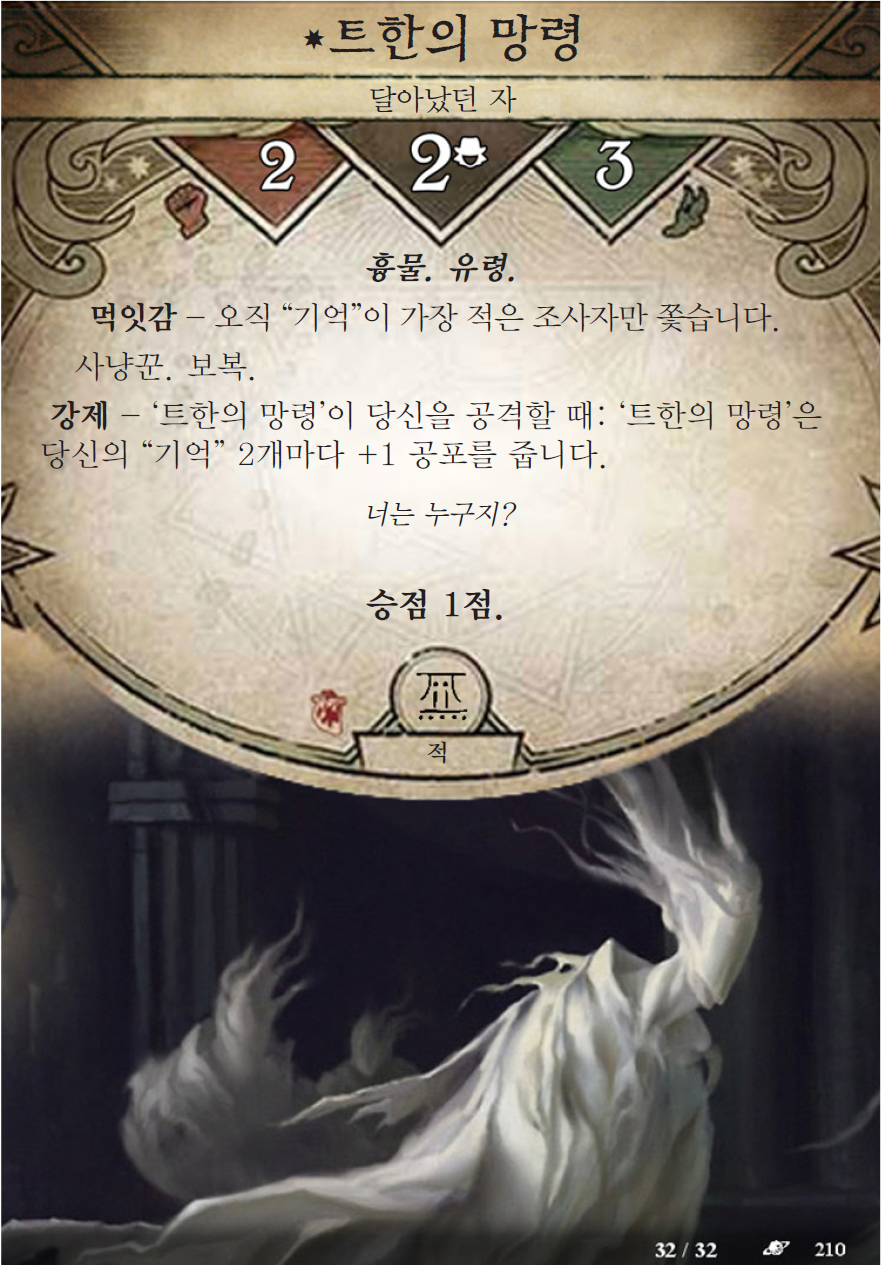 트한의 망령
달아났던 자
2 2 3
흉물. 유령.
먹잇감 – 오직 “기억”이 가장 적은 조사자만 쫓습니다.
사냥꾼. 보복.
강제 – ‘트한의 망령’이 당신을 공격할 때: ‘트한의 망령’은
당신의 “기억” 2개마다 +1 공포를 줍니다.
너는 누구지?
승점 1점.
적
32 / 32 210